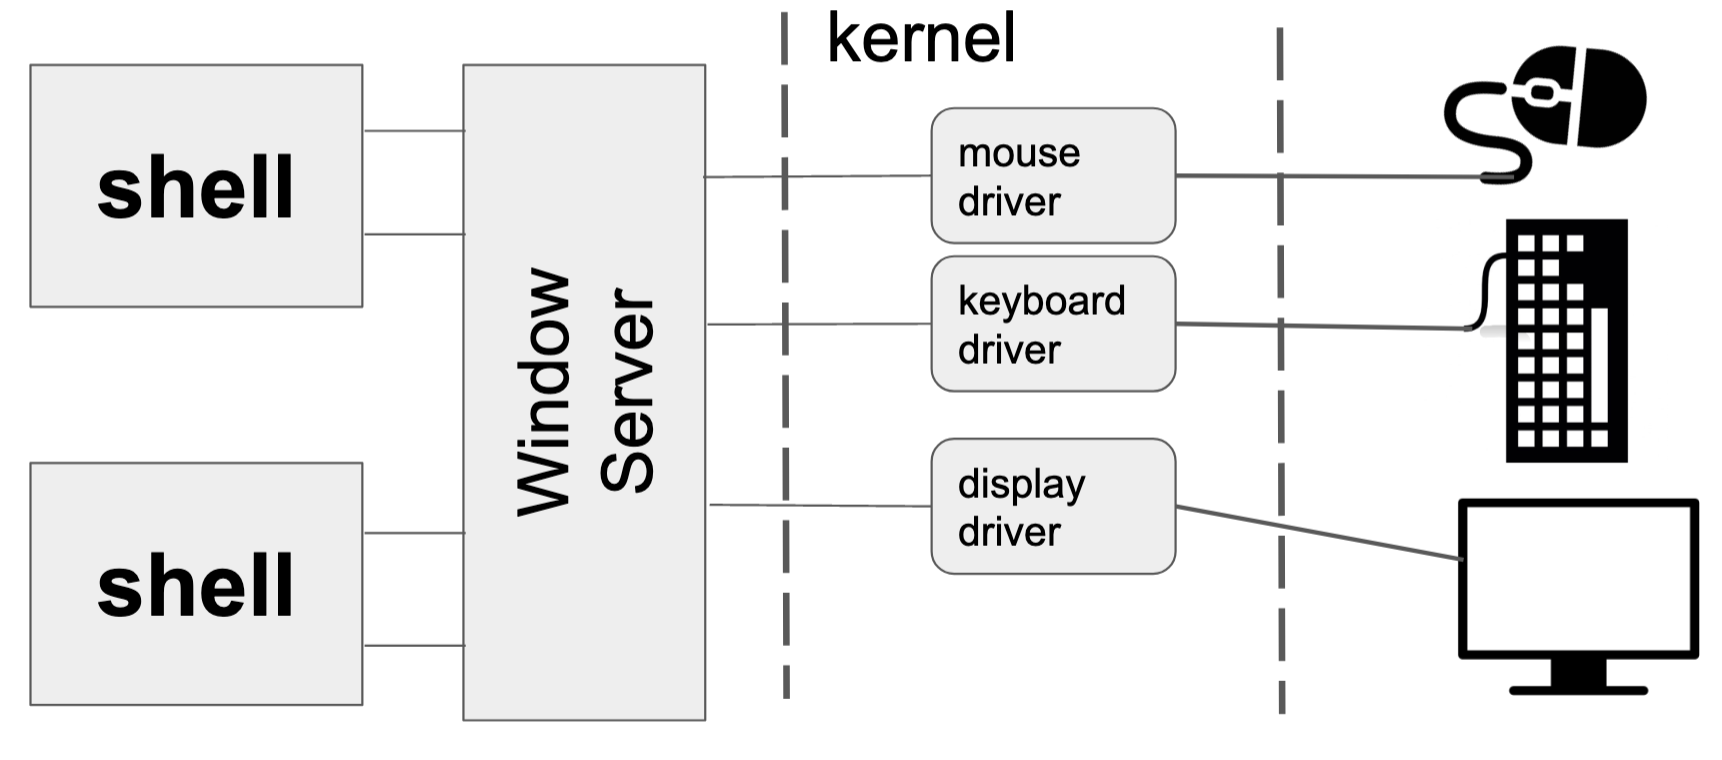 kernel
shell
shell
Window
Server
mouse
driver
keyboard
driver
display
driver